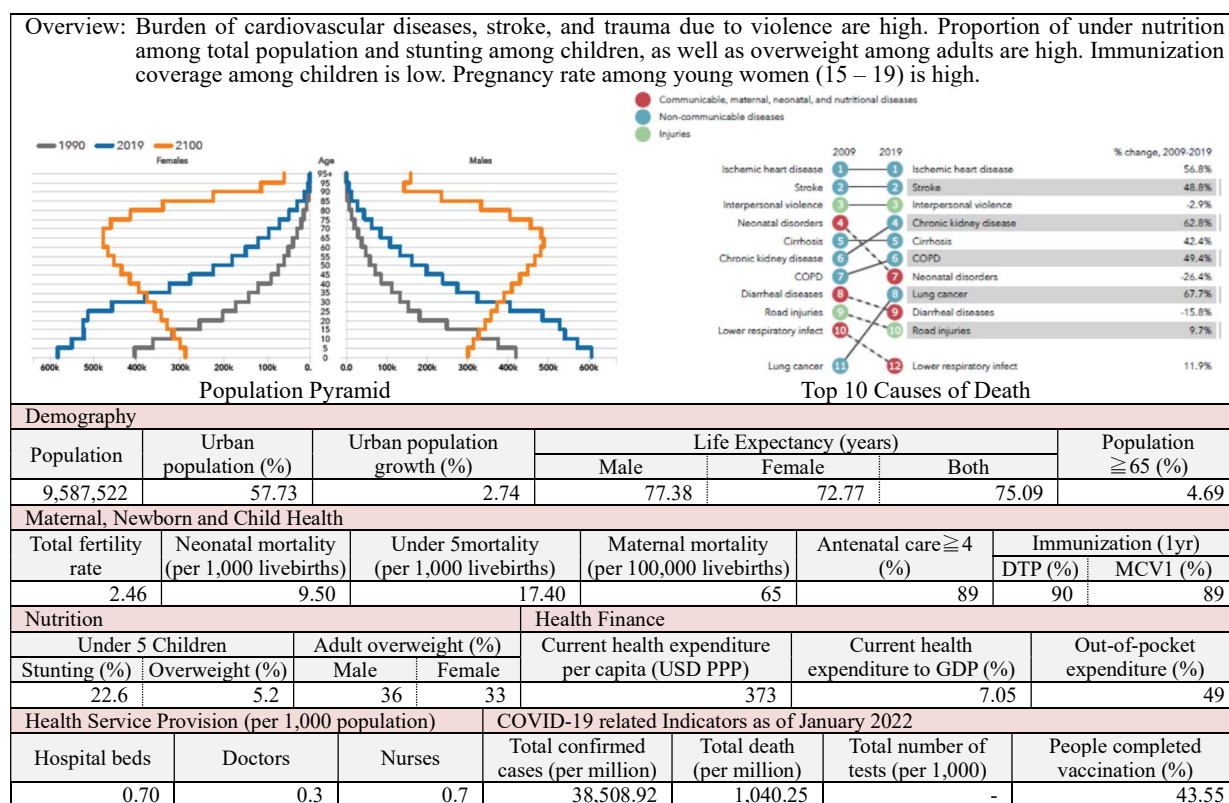 Overview: Burden of cardiovascular diseases, stroke, and trauma due to violence are high. Proportion of under nutrition
among total population and stunting among children, as well as overweight among adults are high. Immunization
coverage among children is low. Pregnancy rate among young women (15 – 19) is high.
1990 2019 2100
Females Age Males
95+
95
90
85
80
75
70
65
60
55
50
45
40
35
30
25
20
15
10
5
0
600k 500k 400k 300k 200k 100k 0. 0.0 100k 200k 300k 400k 500k 600k
Population Pyramid
Communicable, maternal, neonatal, and nutritional diseases
Non-communicable diseases
Injuries
2009 2019 % change, 2009-2019
Ischemic heart disease 1 1 Ischemic heart disease 56.8%
Stroke 2 2 Stroke 48.8%
Interpersonal violence 3 3 Interpersonal violence -2.9%
Neonatal disorders 4 4 Chronic kidney disease 62.8%
Cirrhosis 5 5 Cirrhosis 42.4%
Chronic kidney disease 6 6 COPD 49.4%
COPD 7 7 Neonatal disorders -26.4%
Diarrheal diseases 8 8 Lung cancer 67.7%
Road injuries 9 9 Diarrheal diseases -15.8%
Lower respiratory infect 10 10 Road injuries 9.7%
Lung cancer 11 12 Lower respiratory infect 11.9%
Top 10 Causes of Death
Demography
Population Urban population (%) Urban population growth (%) Life Expectancy (years) Population ≧65 (%)
Male Female Both
9,587,522 57.73 2.74 77.38 72.77 75.09 4.69
Maternal, Newborn and Child Health
Total fertility rate Neonatal mortality (per 1,000 livebirths) Under 5mortality (per 1,000 livebirths) Maternal mortality (per 100,000 livebirths) Antenatal care≧4 (%) Immunization (1yr)
DTP (%) MCV1 (%)
2.46 9.50 17.40 65 89 90 89
Nutrition Health Finance
Under 5 Children Adult overweight (%) Current health expenditure per capita (USD PPP) Current health expenditure to GDP (%) Out-of-pocket expenditure (%)
Stunting (%) Overweight (%) Male Female
22.6 5.2 36 33 373 7.05 49
Health Service Provision (per 1,000 population) COVID-19 related Indicators as of January 2022
Hospital beds Doctors Nurses Total confirmed cases (per million) Total death (per million) Total number of tests (per 1,000) People completed vaccination (%)
0.70 0.3 0.7 38,508.92 1,040.25 - 43.55